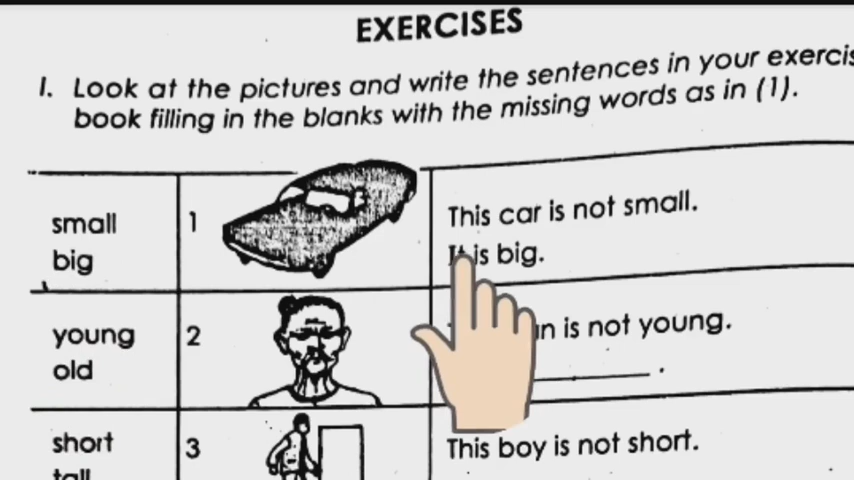 EXERCISES
I. Look at the pictures and write the sentences in your
book filling in the blanks with the missing words as in (1).
small
big
1
This car is not small.
It is big.
young
old
2
is not young.
.
short
tall
3
This boy is not short.